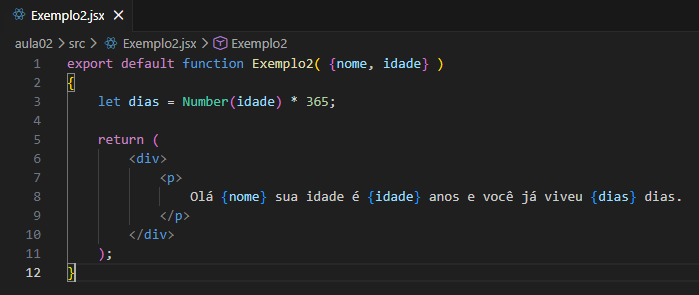 Exemplo2.jsx ×
aula02 > src > Exemplo2.jsx > Exemplo2
1 export default function Exemplo2( {nome, idade} )
2 {
3     let dias = Number(idade) * 365;
4
5     return (
6         <div>
7             <p>
8                 Olá {nome} sua idade é {idade} anos e você já viveu {dias} dias.
9             </p>
10         </div>
11     );
12 }